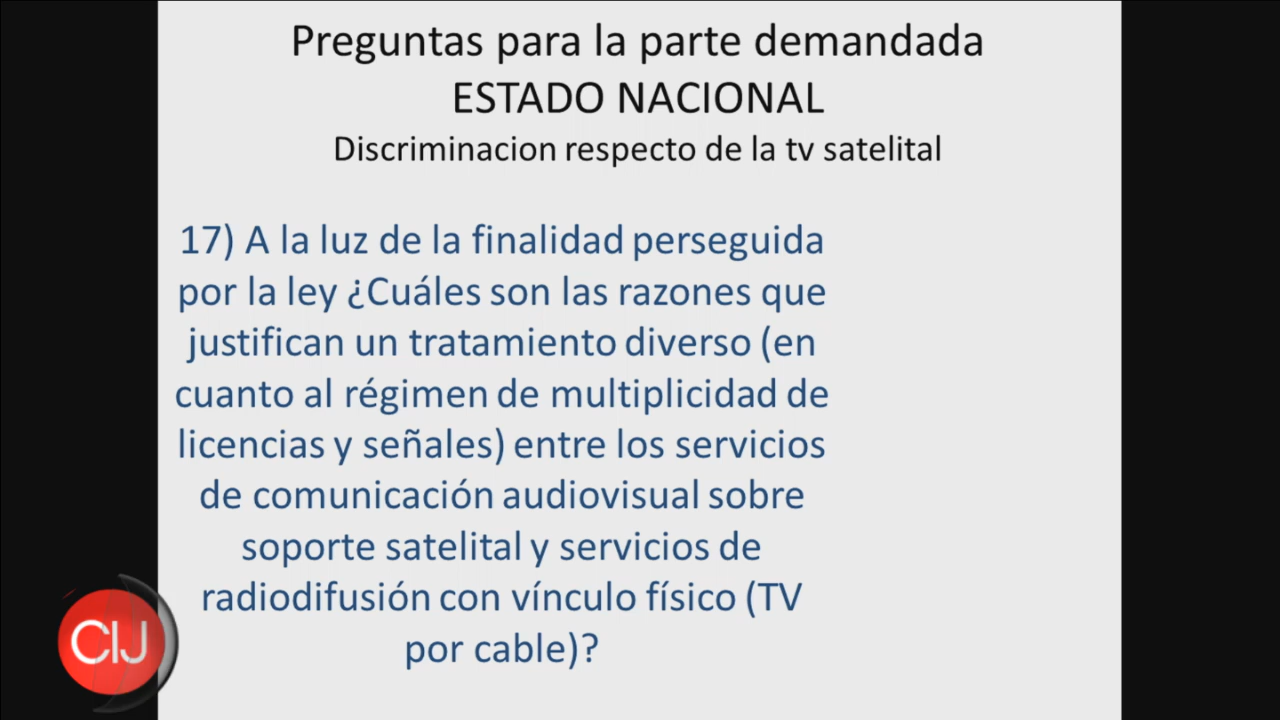 Preguntas para la parte demandada
ESTADO NACIONAL
Discriminacion respecto de la tv satelital
17) A la luz de la finalidad perseguida
por la ley ¿Cuáles son las razones que
justifican un tratamiento diverso (en
cuanto al régimen de multiplicidad de
licencias y señales) entre los servicios
de comunicación audiovisual sobre
soporte satelital y servicios de
radiodifusión con vínculo físico (TV
por cable)?
CIJ